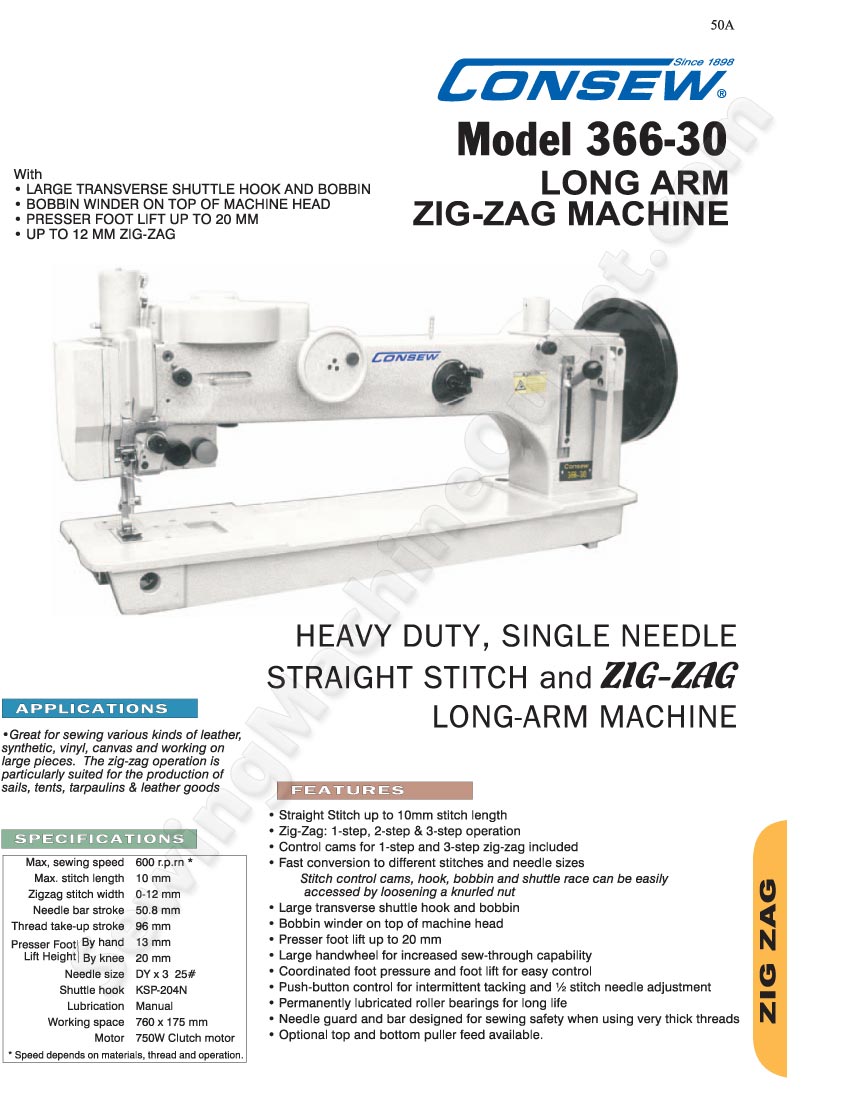 50A
Since 1898
CONSEW®
Model 366-30
LONG ARM
ZIG-ZAG MACHINE
With
• LARGE TRANSVERSE SHUTTLE HOOK AND BOBBIN
• BOBBIN WINDER ON TOP OF MACHINE HEAD
• PRESSER FOOT LIFT UP TO 20 MM
• UP TO 12 MM ZIG-ZAG
CONSEW
Consew
366-30
SewingMachineOutlet.com
HEAVY DUTY, SINGLE NEEDLE
STRAIGHT STITCH and ZIG-ZAG
LONG-ARM MACHINE
APPLICATIONS
•Great for sewing various kinds of leather,
synthetic, vinyl, canvas and working on
large pieces. The zig-zag operation is
particularly suited for the production of
sails, tents, tarpaulins & leather goods
SPECIFICATIONS
Max, sewing speed 600 r.p.rn *
Max. stitch length 10 mm
Zigzag stitch width 0-12 mm
Needle bar stroke 50.8 mm
Thread take-up stroke 96 mm
Presser Foot Lift Height By hand 13 mm
By knee 20 mm
Needle size DY x 3 25#
Shuttle hook KSP-204N
Lubrication Manual
Working space 760 x 175 mm
Motor 750W Clutch motor
* Speed depends on materials, thread and operation.
FEATURES
• Straight Stitch up to 10mm stitch length
• Zig-Zag: 1-step, 2-step & 3-step operation
• Control cams for 1-step and 3-step zig-zag included
• Fast conversion to different stitches and needle sizes
Stitch control cams, hook, bobbin and shuttle race can be easily
accessed by loosening a knurled nut
• Large transverse shuttle hook and bobbin
• Bobbin winder on top of machine head
• Presser foot lift up to 20 mm
• Large handwheel for increased sew-through capability
• Coordinated foot pressure and foot lift for easy control
• Push-button control for intermittent tacking and ½ stitch needle adjustment
• Permanently lubricated roller bearings for long life
• Needle guard and bar designed for sewing safety when using very thick threads
• Optional top and bottom puller feed available.
ZIG ZAG